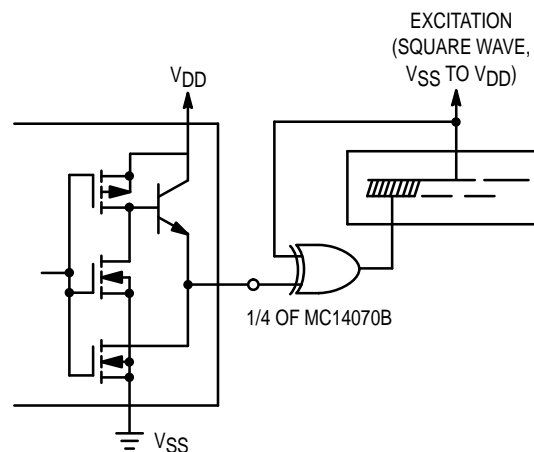 EXCITATION
(SQUARE WAVE,
VSS TO VDD)
VDD
1/4 OF MC14070B
VSS